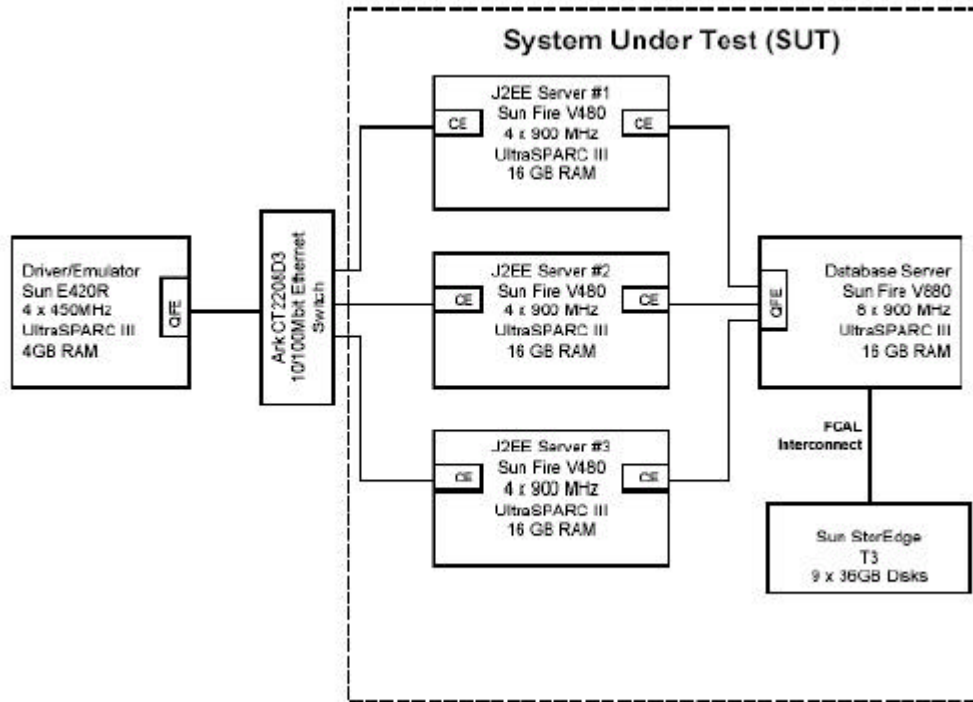 System Under Test (SUT)
J2EE Server #1
Sun Fire V480
4 x 900 MHz
UltraSPARC III
16 GB RAM
CE
CE
Driver/Emulator
Sun E420R
4 x 450MHz
UltraSPARC III
4GB RAM
QFE
Ark CT2208D3
10/100Mbit Ethernet
Switch
J2EE Server #2
Sun Fire V480
4 x 900 MHz
UltraSPARC III
16 GB RAM
CE
CE
Database Server
Sun Fire V880
8 x 900 MHz
UltraSPARC III
16 GB RAM
QFE
J2EE Server #3
Sun Fire V480
4 x 900 MHz
UltraSPARC III
16 GB RAM
CE
CE
FCAL
Interconnect
Sun StorEdge
T3
9 x 36GB Disks